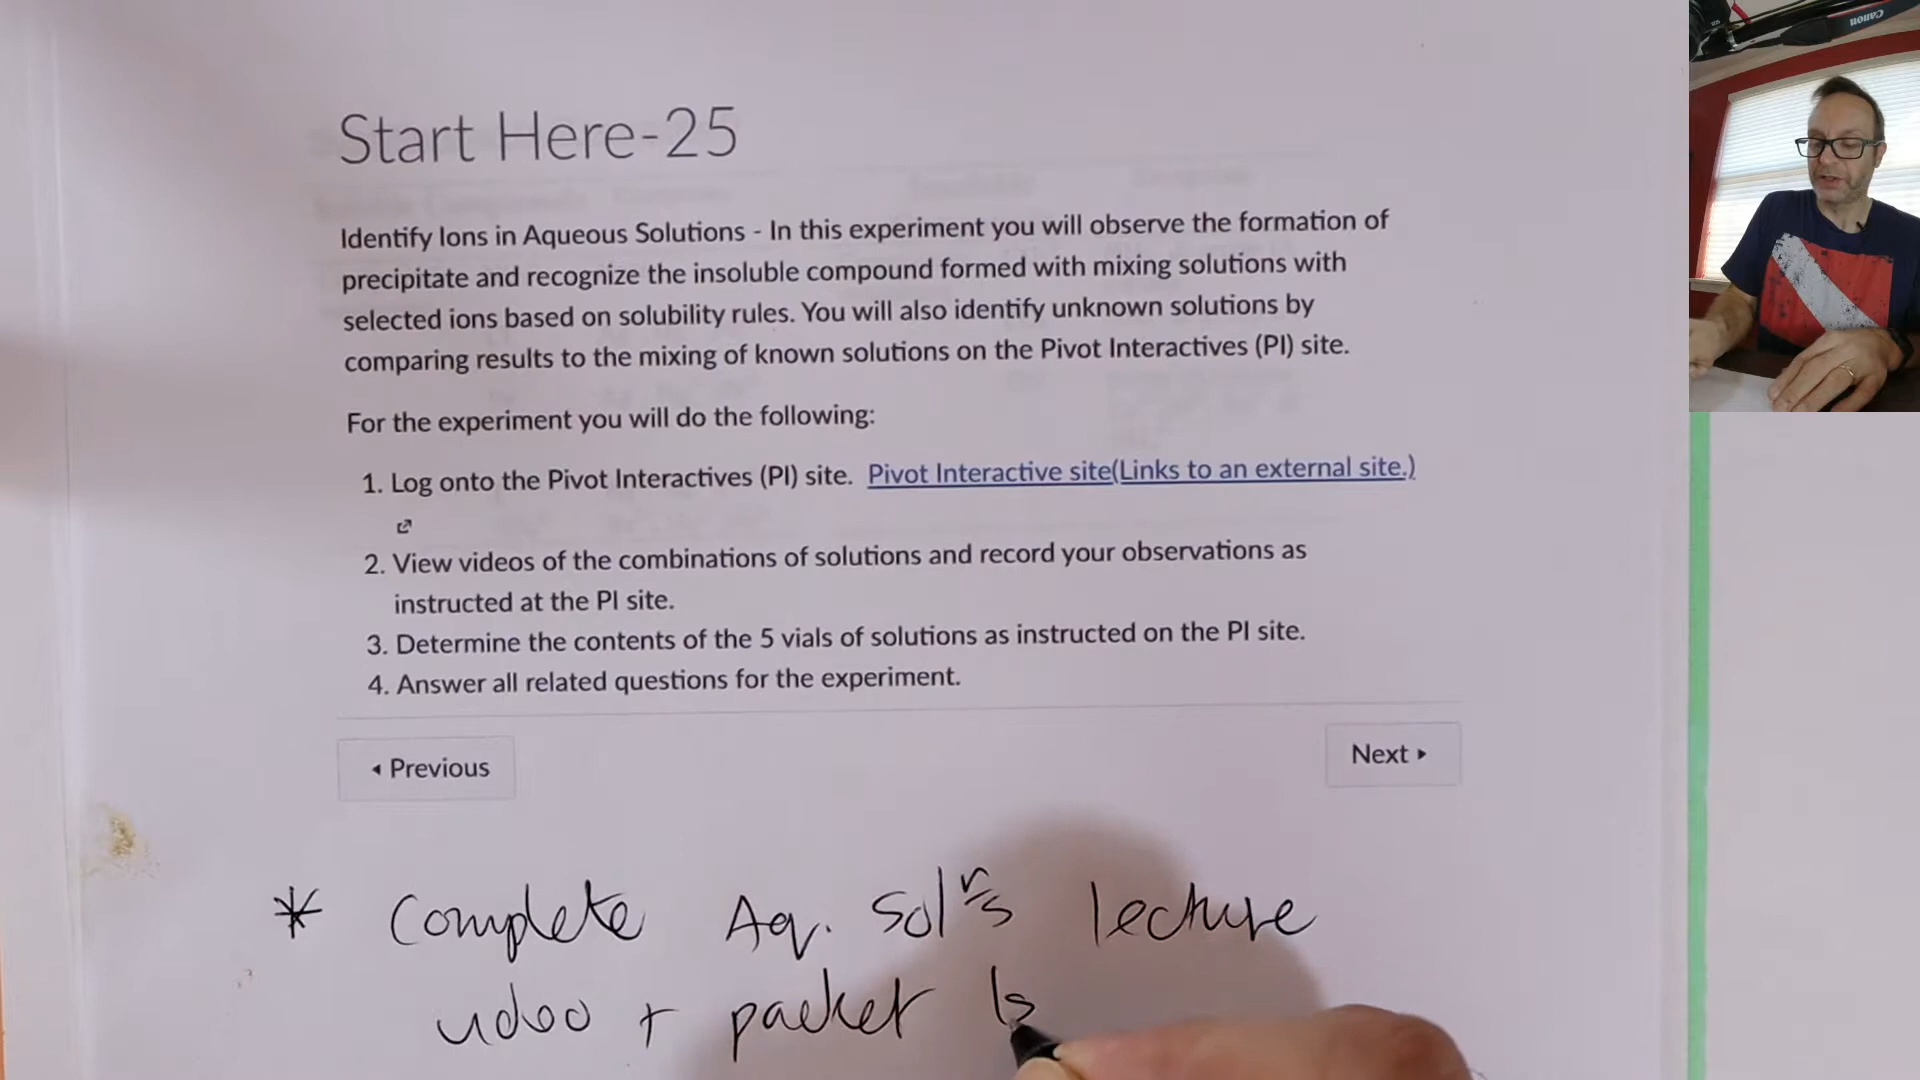 Start Here-25
Identify Ions in Aqueous Solutions - In this experiment you will observe the formation of
precipitate and recognize the insoluble compound formed with mixing solutions with
selected ions based on solubility rules. You will also identify unknown solutions by
comparing results to the mixing of known solutions on the Pivot Interactives (PI) site.
For the experiment you will do the following:
1. Log onto the Pivot Interactives (PI) site. Pivot Interactive site(Links to an external site.)
2. View videos of the combinations of solutions and record your observations as
instructed at the PI site.
3. Determine the contents of the 5 vials of solutions as instructed on the PI site.
4. Answer all related questions for the experiment.
Previous
Next
* Complete Aq. Solⁿs lecture
video + packet
Canon